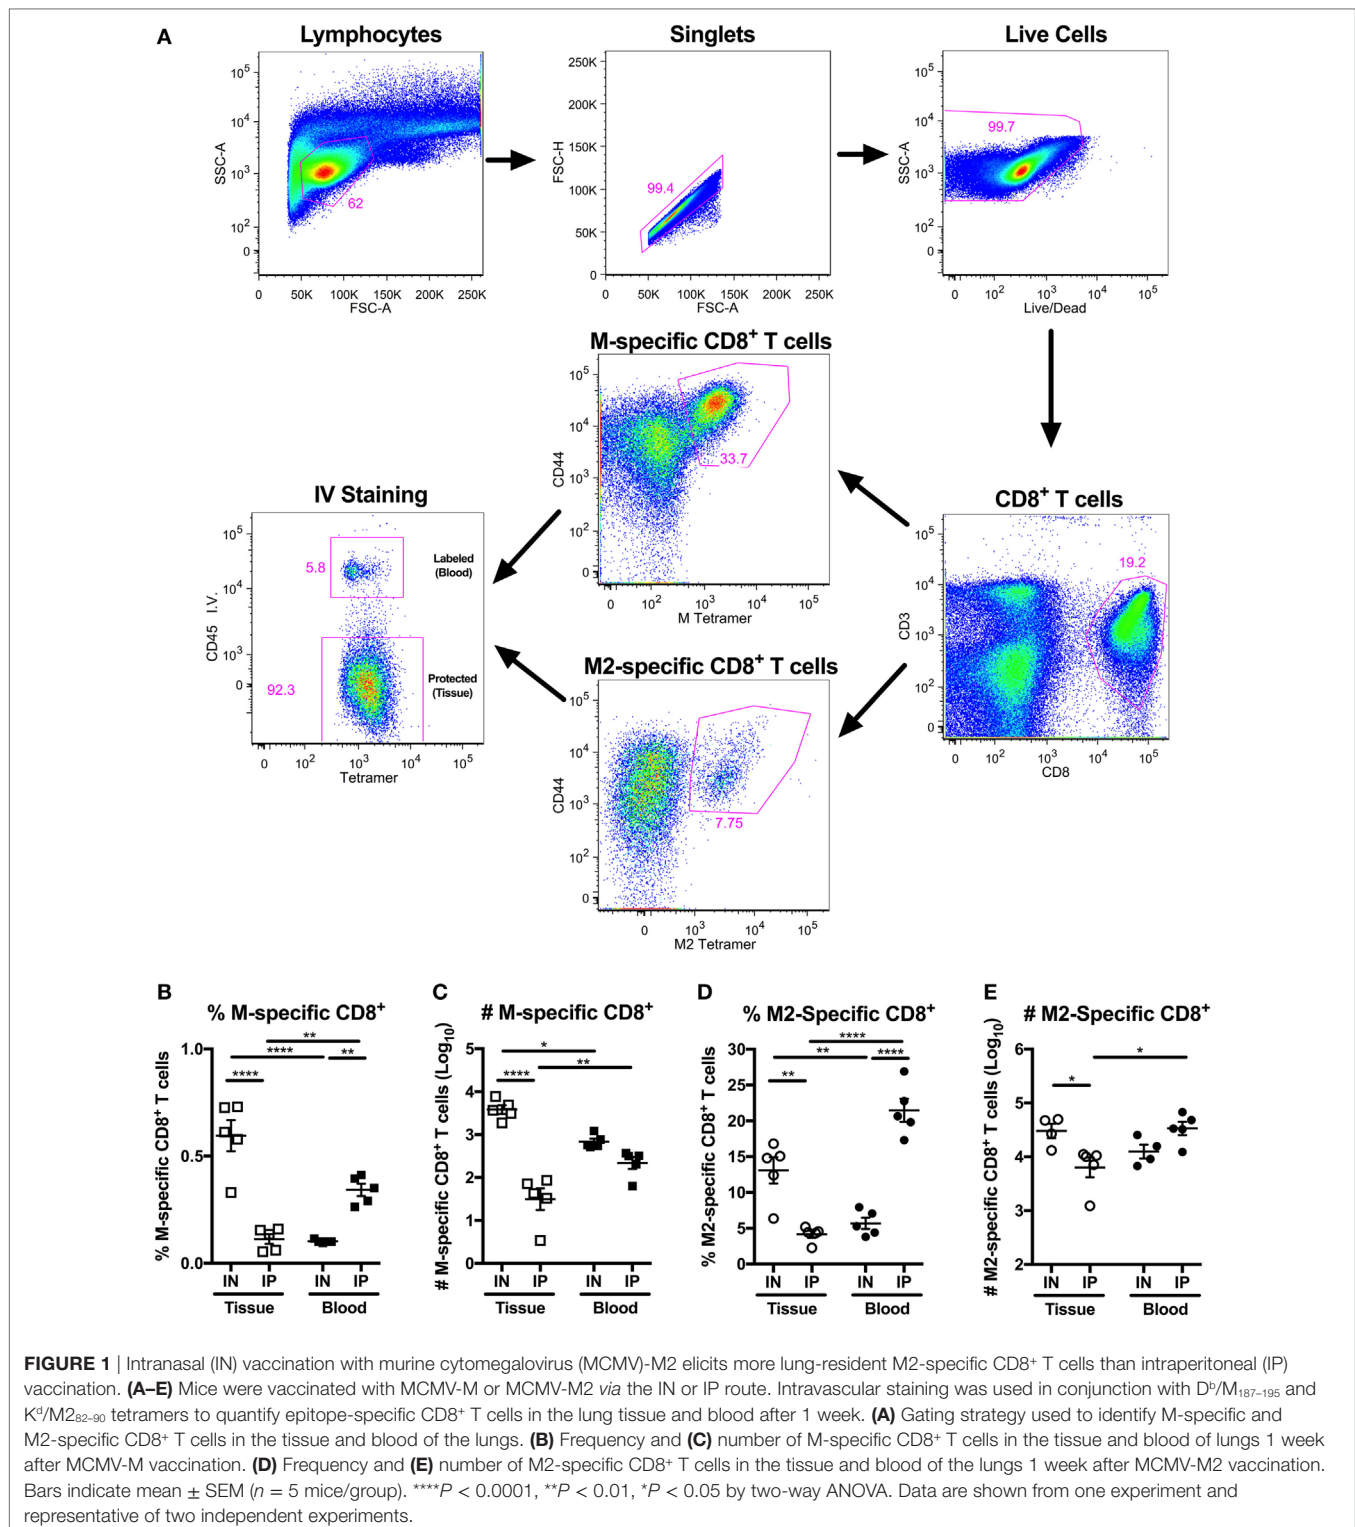 A
Lymphocytes
Singlets
Live Cells
10⁵
10⁴
10³
10²
0
SSC-A
62
0 50K 100K 150K 200K 250K
FSC-A
250K
200K
150K
100K
50K
0
FSC-H
99.4
0 50K 100K 150K 200K 250K
FSC-A
10⁵
10⁴
10³
10²
0
SSC-A
99.7
0 10² 10³ 10⁴ 10⁵
Live/Dead
M-specific CD8⁺ T cells
10⁵
10⁴
10³
10²
0
CD44
33.7
0 10² 10³ 10⁴ 10⁵
M Tetramer
IV Staining
10⁵
10⁴
10³
0
CD45 I.V.
5.8
Labeled
(Blood)
92.3
Protected
(Tissue)
0 10² 10³ 10⁴ 10⁵
Tetramer
CD8⁺ T cells
10⁵
10⁴
10³
10²
0
CD3
19.2
0 10² 10³ 10⁴ 10⁵
CD8
M2-specific CD8⁺ T cells
10⁵
10⁴
10³
10²
0
CD44
7.75
0 10³ 10⁴ 10⁵
M2 Tetramer
B
% M-specific CD8⁺
% M-specific CD8⁺ T cells
1.0
0.5
0.0
**
**** **
****
IN IP IN IP
Tissue Blood
C
# M-specific CD8⁺
# M-specific CD8⁺ T cells (Log₁₀)
5
4
3
2
1
0
*
**** **
IN IP IN IP
Tissue Blood
D
% M2-Specific CD8⁺
% M2-specific CD8⁺ T cells
30
25
20
15
10
5
0
****
** ****
**
IN IP IN IP
Tissue Blood
E
# M2-Specific CD8⁺
# M2-specific CD8⁺ T cells (Log₁₀)
6
5
4
3
2
*
*
IN IP IN IP
Tissue Blood
FIGURE 1 | Intranasal (IN) vaccination with murine cytomegalovirus (MCMV)-M2 elicits more lung-resident M2-specific CD8⁺ T cells than intraperitoneal (IP)
vaccination. (A–E) Mice were vaccinated with MCMV-M or MCMV-M2 via the IN or IP route. Intravascular staining was used in conjunction with Dᵇ/M₁₈₇₋₁₉₅ and
Kᵈ/M2₈₂₋₉₀ tetramers to quantify epitope-specific CD8⁺ T cells in the lung tissue and blood after 1 week. (A) Gating strategy used to identify M-specific and
M2-specific CD8⁺ T cells in the tissue and blood of the lungs. (B) Frequency and (C) number of M-specific CD8⁺ T cells in the tissue and blood of lungs 1 week
after MCMV-M vaccination. (D) Frequency and (E) number of M2-specific CD8⁺ T cells in the tissue and blood of the lungs 1 week after MCMV-M2 vaccination.
Bars indicate mean ± SEM (n = 5 mice/group). ****P < 0.0001, **P < 0.01, *P < 0.05 by two-way ANOVA. Data are shown from one experiment and
representative of two independent experiments.